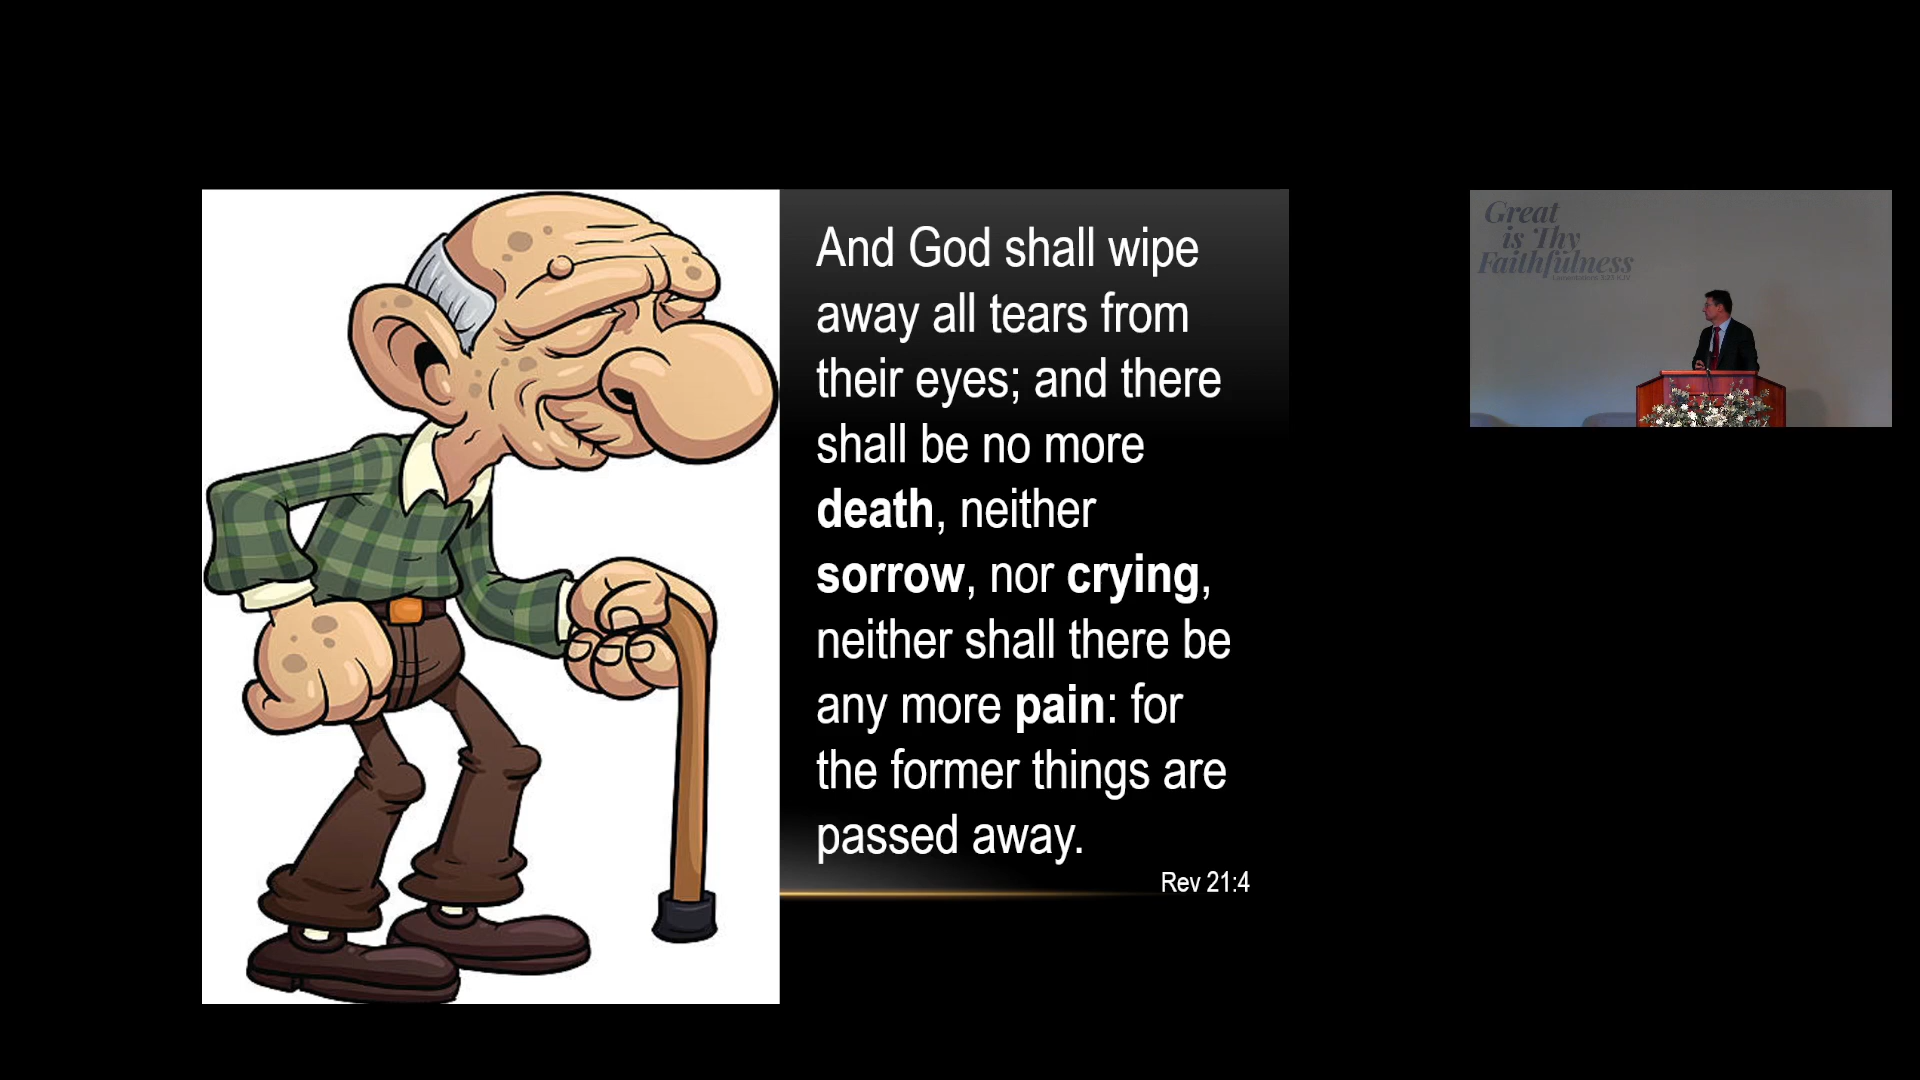 And God shall wipe
away all tears from
their eyes; and there
shall be no more
death, neither
sorrow, nor crying,
neither shall there be
any more pain: for
the former things are
passed away.
Rev 21:4
Great
is Thy
Faithfulness